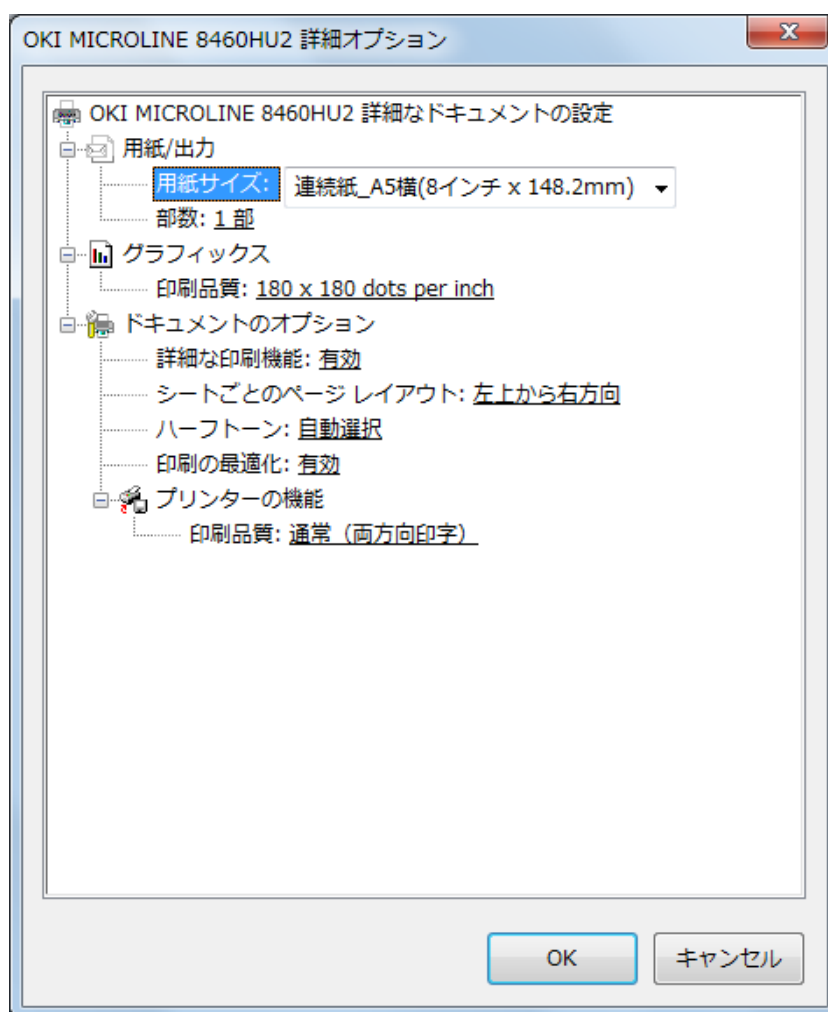 OKI MICROLINE 8460HU2 詳細オプション
OKI MICROLINE 8460HU2 詳細なドキュメントの設定
用紙/出力
用紙サイズ: 連続紙_A5横(8インチ x 148.2mm)
部数: 1 部
グラフィックス
印刷品質: 180 x 180 dots per inch
ドキュメントのオプション
詳細な印刷機能: 有効
シートごとのページ レイアウト: 左上から右方向
ハーフトーン: 自動選択
印刷の最適化: 有効
プリンターの機能
印刷品質: 通常（両方向印字）
OK キャンセル